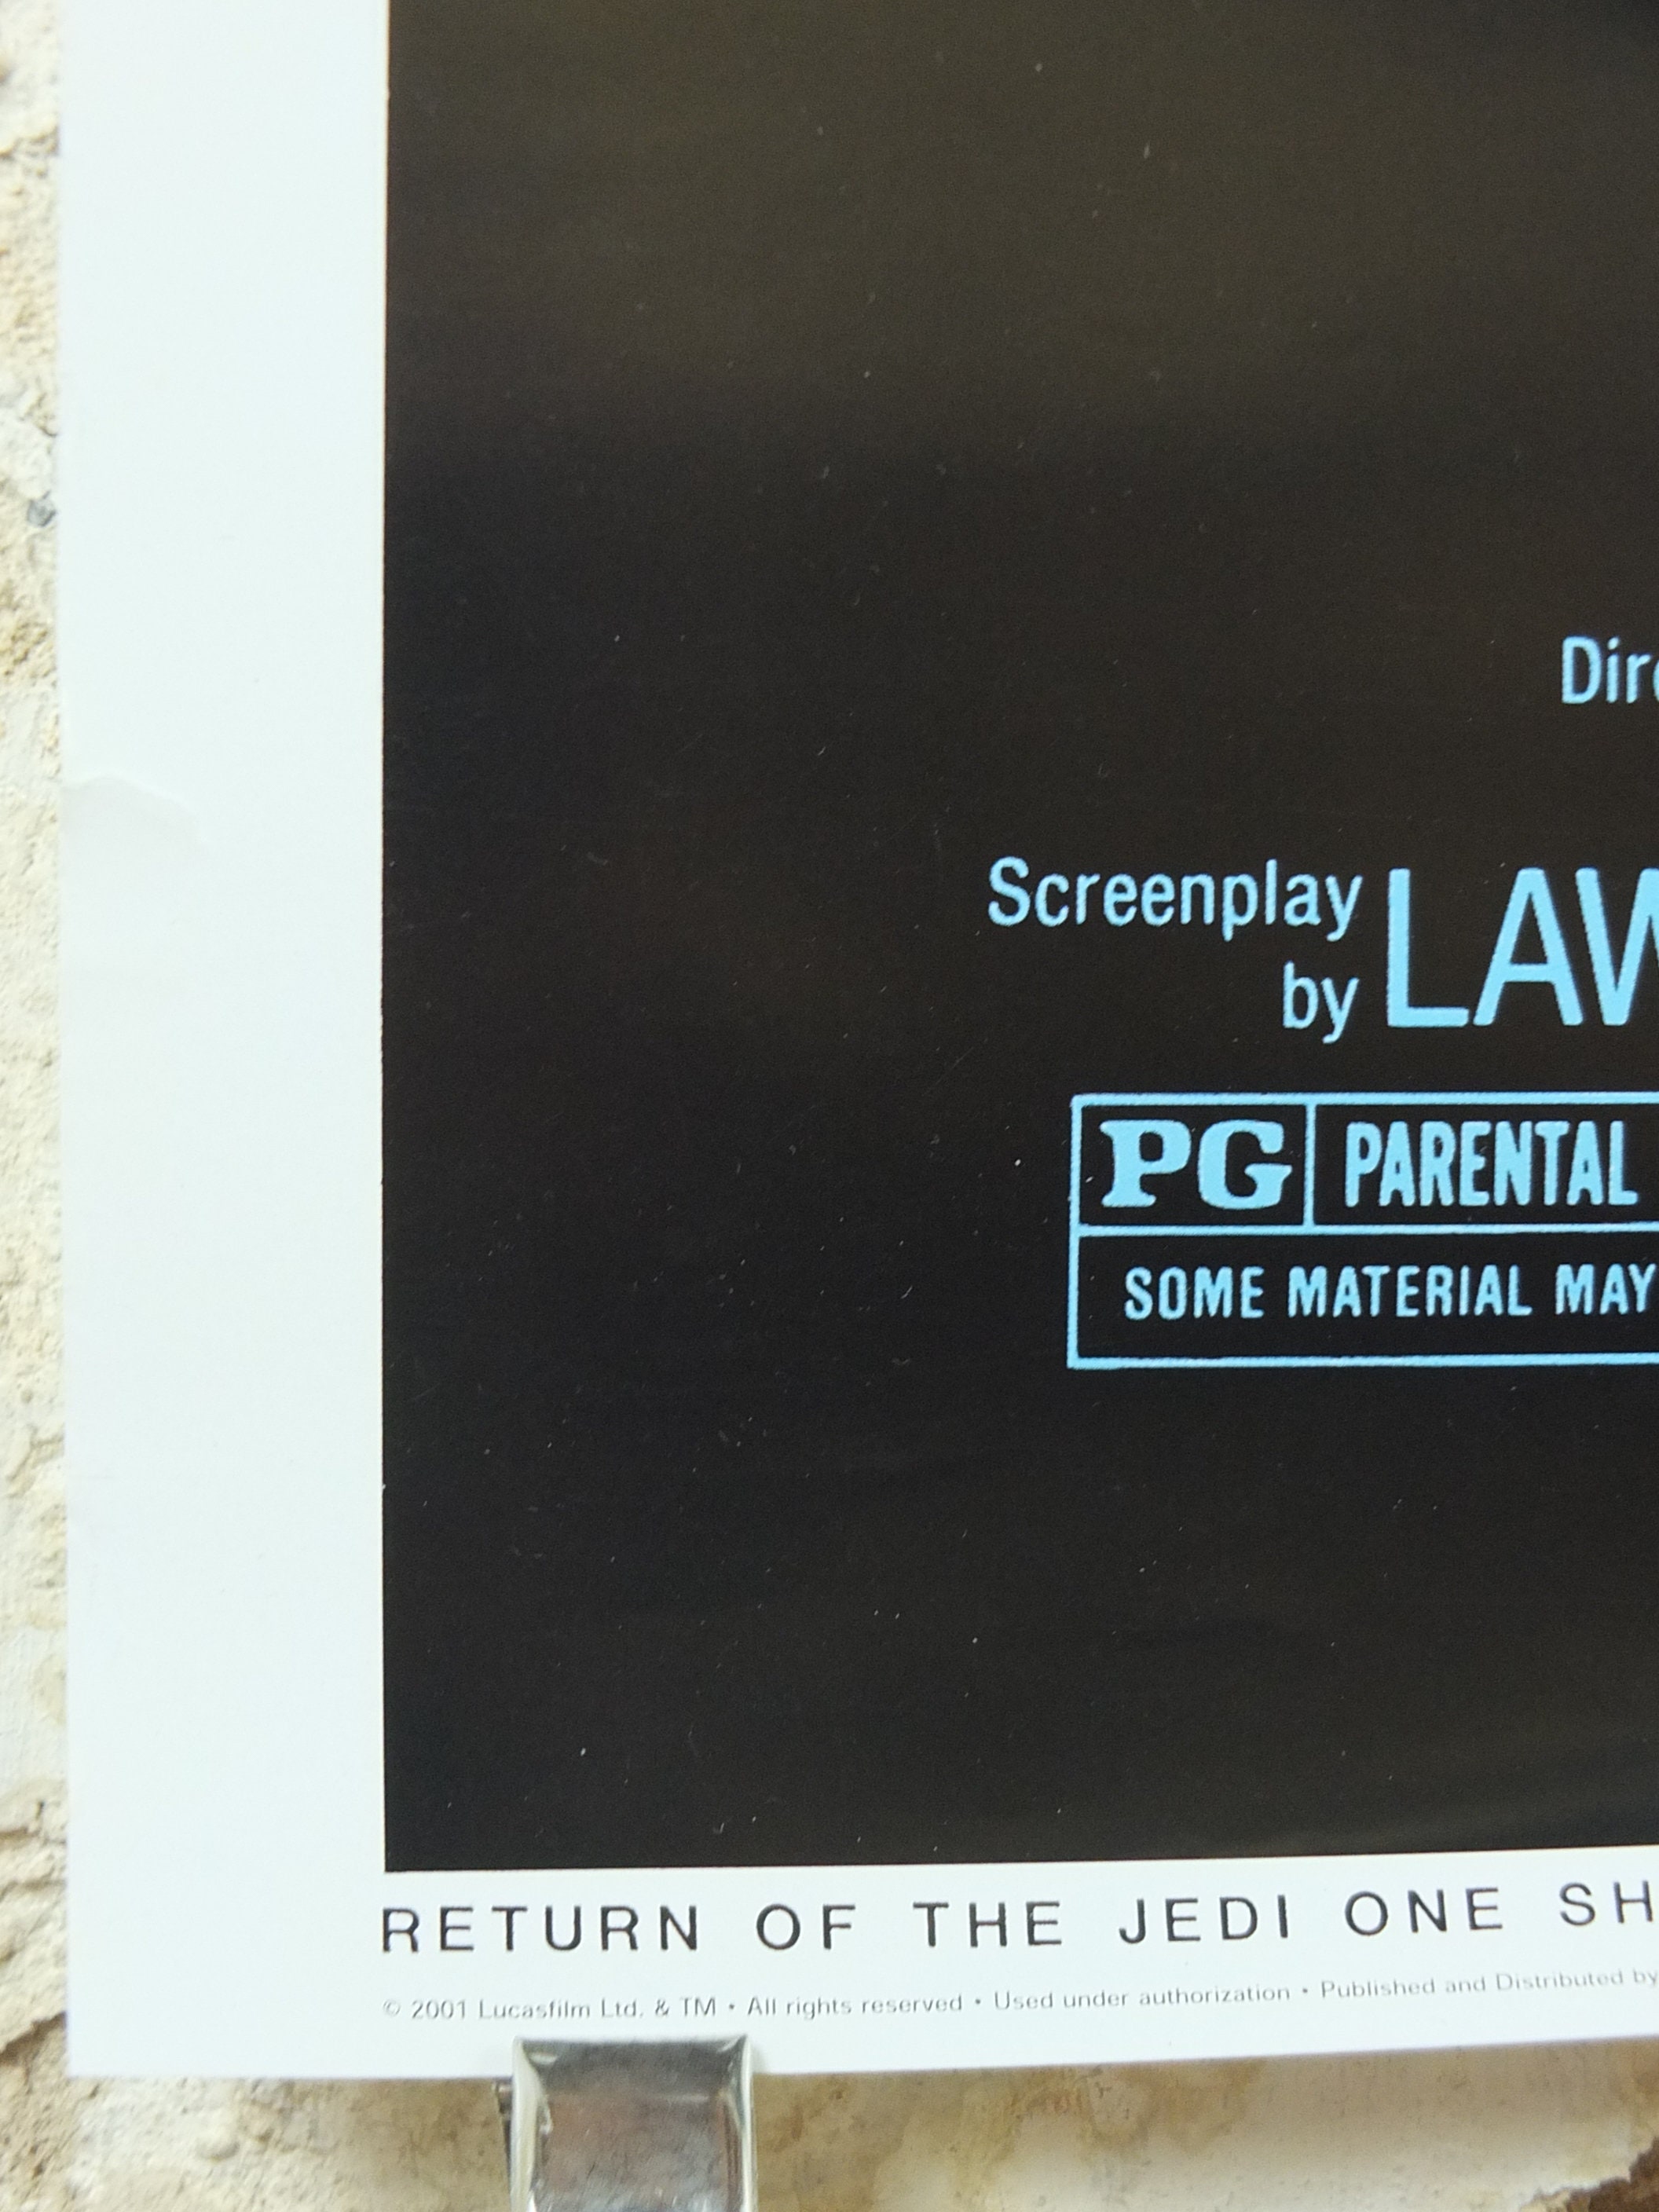 Dire
Screenplay
by LAW
PG PARENTAL
SOME MATERIAL MAY
RETURN OF THE JEDI ONE SH
© 2001 Lucasfilm Ltd. & TM • All rights reserved • Used under authorization • Published and Distributed by